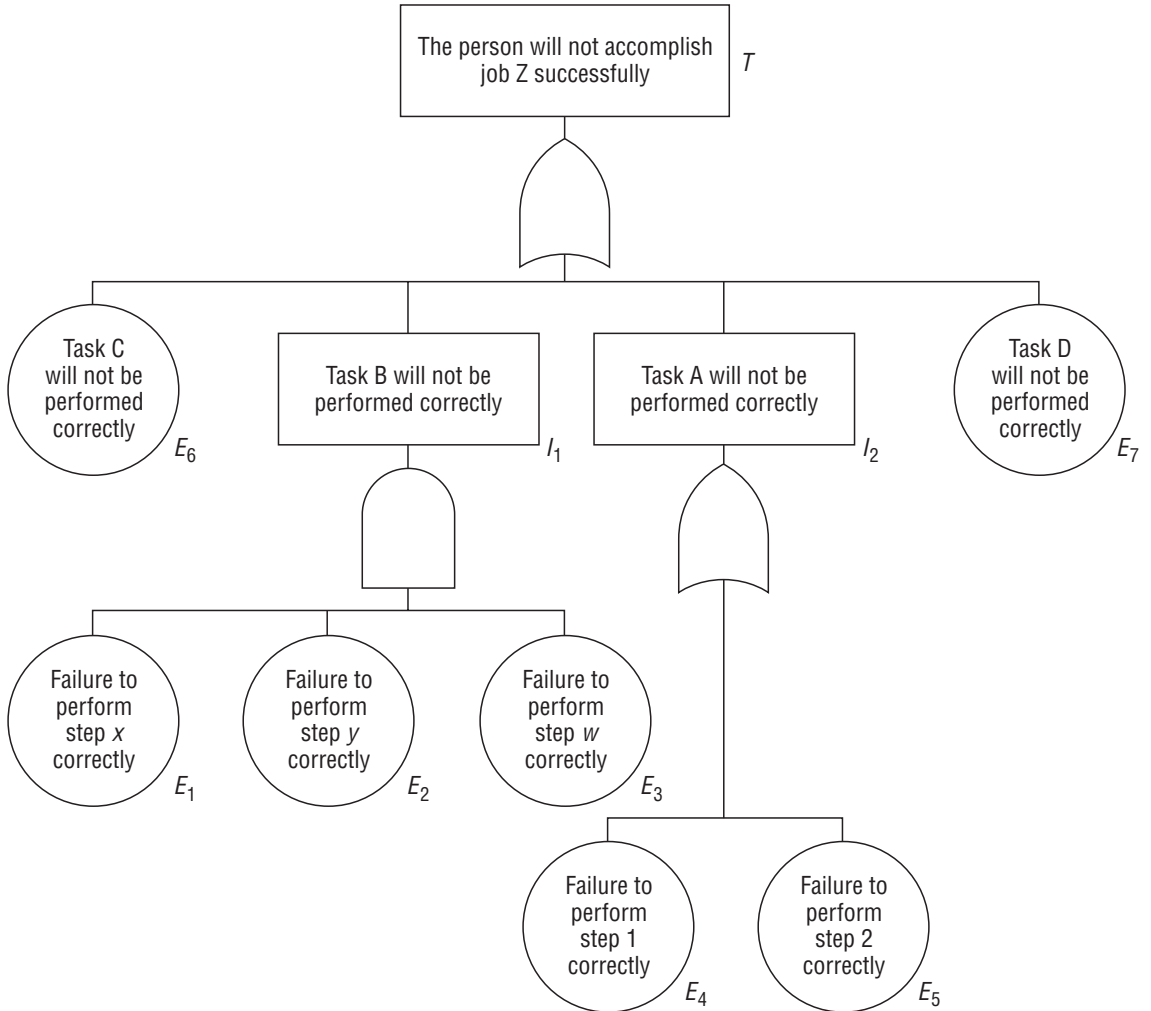 The person will not accomplish
job Z successfully
T
Task C
will not be
performed
correctly
E6
Task B will not be
performed correctly
I1
Task A will not be
performed correctly
I2
Task D
will not be
performed
correctly
E7
Failure to
perform
step x
correctly
E1
Failure to
perform
step y
correctly
E2
Failure to
perform
step w
correctly
E3
Failure to
perform
step 1
correctly
E4
Failure to
perform
step 2
correctly
E5